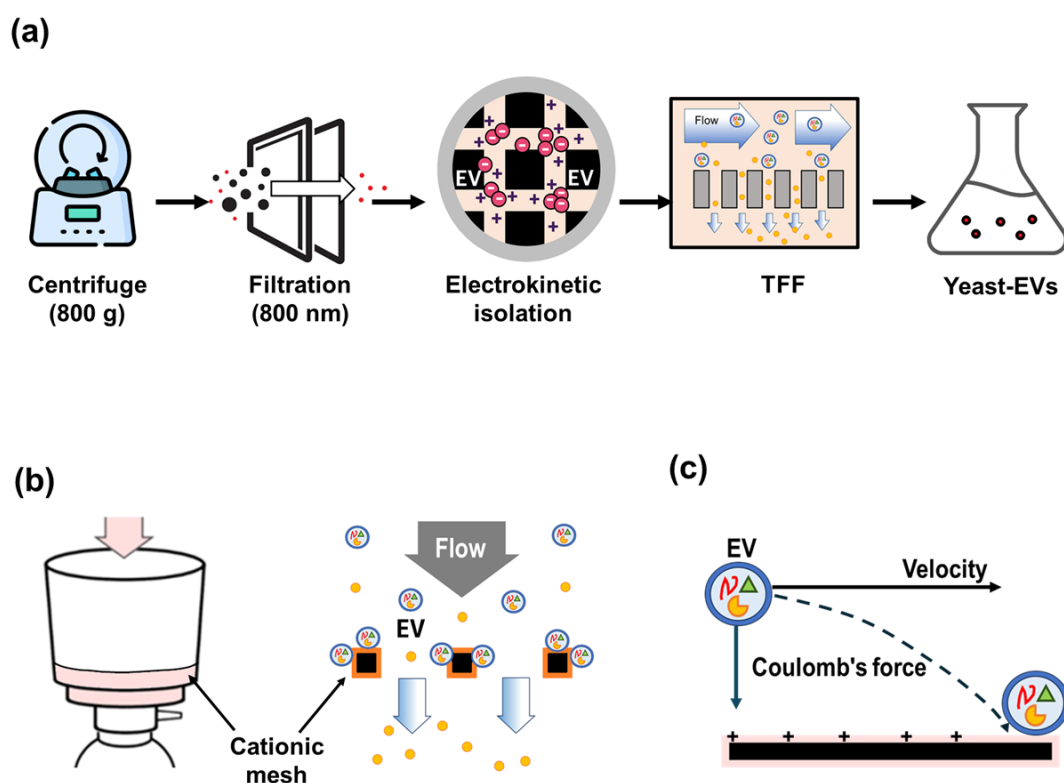 (a)
Flow
EV EV
Centrifuge
(800 g)
Filtration
(800 nm)
Electrokinetic
isolation
TFF
Yeast-EVs
(b)
Flow
EV
Cationic
mesh
(c)
EV
Velocity
Coulomb's force
+ + + + +